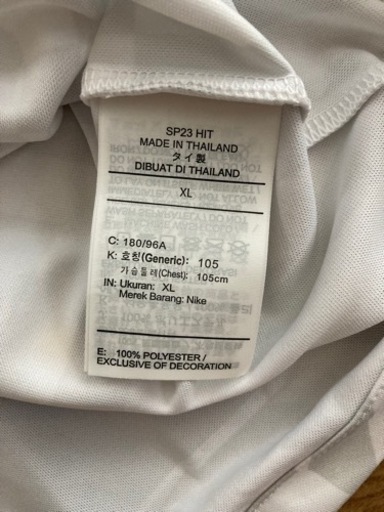 SP23 HIT
MADE IN THAILAND
タイ製
DIBUAT DI THAILAND
XL
C: 180/96A
K: 호칭(Generic): 105
가슴둘레(Chest): 105cm
IN: Ukuran: XL
Merek Barang: Nike
E: 100% POLYESTER/
EXCLUSIVE OF DECORATION